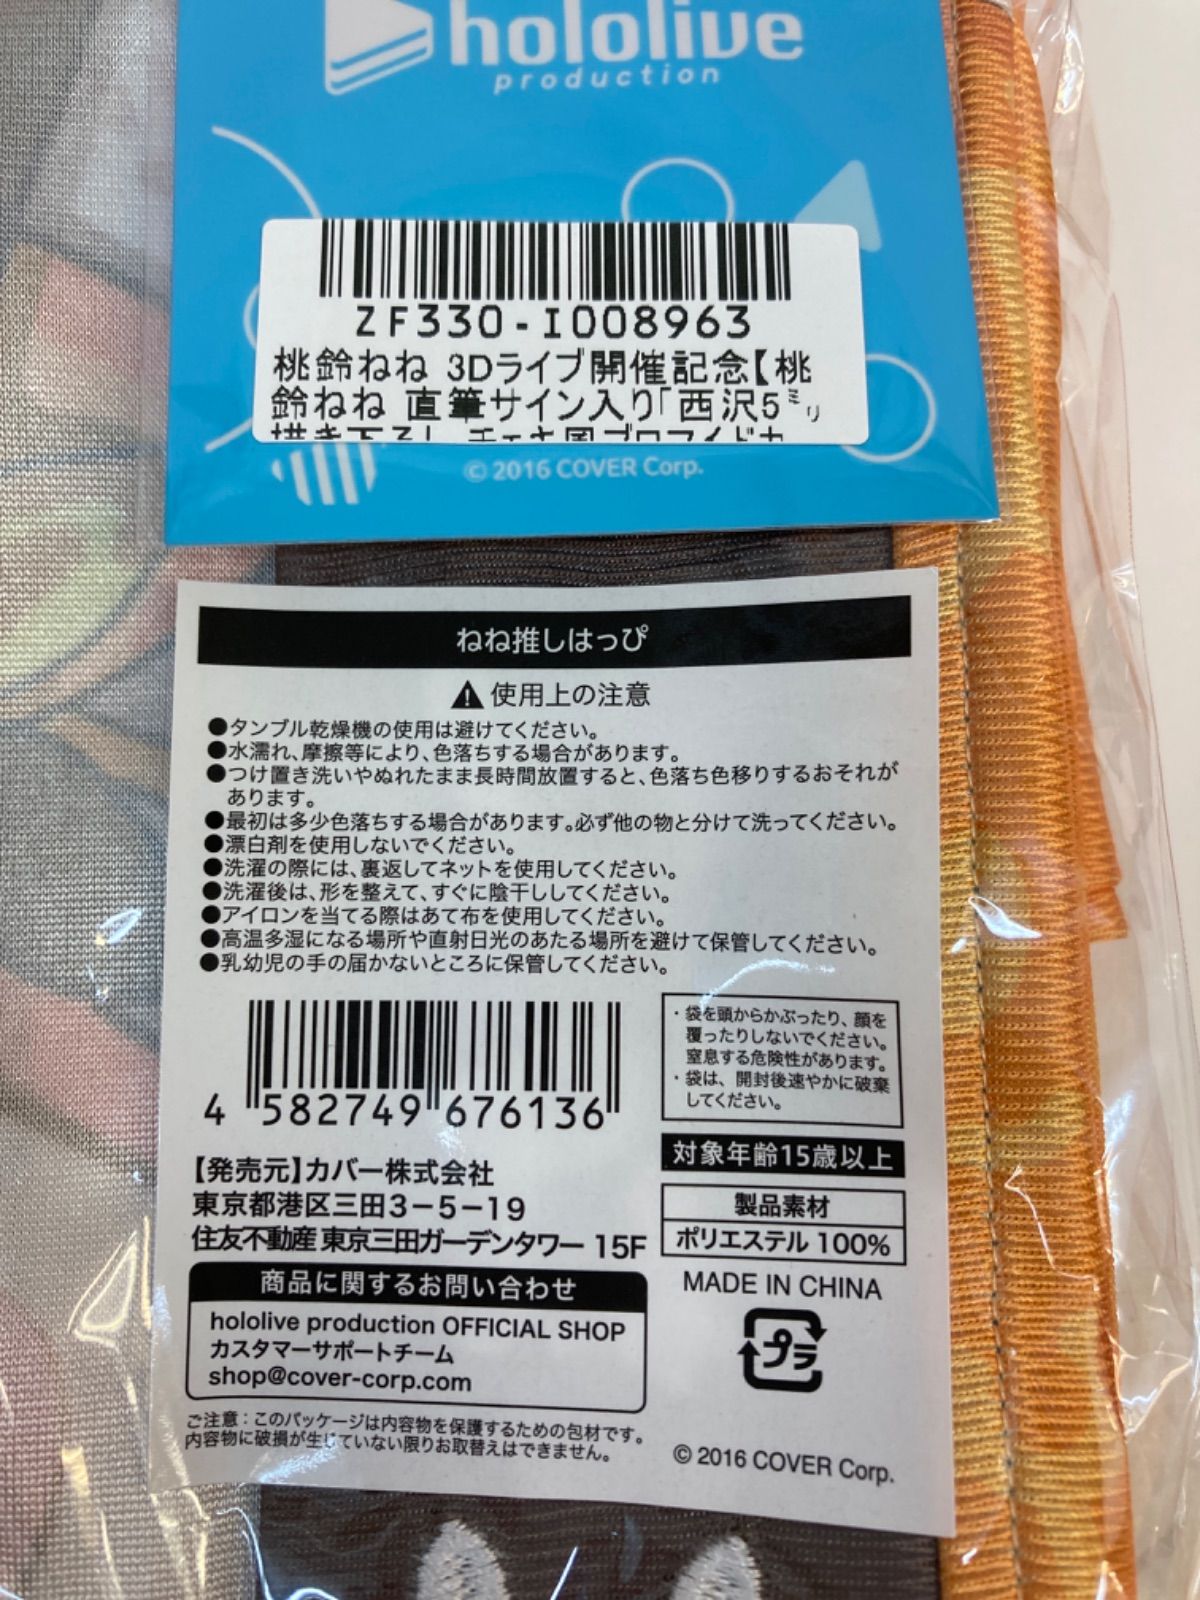 hololive
production
ZF330-I008963
桃鈴ねね 3Dライブ開催記念【桃
鈴ねね 直筆サイン入り「西沢5㍉
描き下ろし チェキ風ブロマイドカ
© 2016 COVER Corp.
ねね推しはっぴ
使用上の注意
●タンブル乾燥機の使用は避けてください。
●水濡れ、摩擦等により、色落ちする場合があります。
●つけ置き洗いやぬれたまま長時間放置すると、色落ち色移りするおそれが
あります。
●最初は多少色落ちする場合があります。必ず他の物と分けて洗ってください。
●漂白剤を使用しないでください。
●洗濯の際には、裏返してネットを使用してください。
●洗濯後は、形を整えて、すぐに陰干ししてください。
●アイロンを当てる際はあて布を使用してください。
●高温多湿になる場所や直射日光のあたる場所を避けて保管してください。
●乳幼児の手の届かないところに保管してください。
4 582749 676136
・袋を頭からかぶったり、顔を
覆ったりしないでください。
窒息する危険性があります。
・袋は、開封後速やかに破棄
してください。
対象年齢15歳以上
製品素材
ポリエステル 100%
MADE IN CHINA
プラ
【発売元】カバー株式会社
東京都港区三田3-5-19
住友不動産 東京三田ガーデンタワー 15F
商品に関するお問い合わせ
hololive production OFFICIAL SHOP
カスタマーサポートチーム
shop@cover-corp.com
ご注意：このパッケージは内容物を保護するための包材です。
内容物に破損が生じていない限りお取替えはできません。
© 2016 COVER Corp.